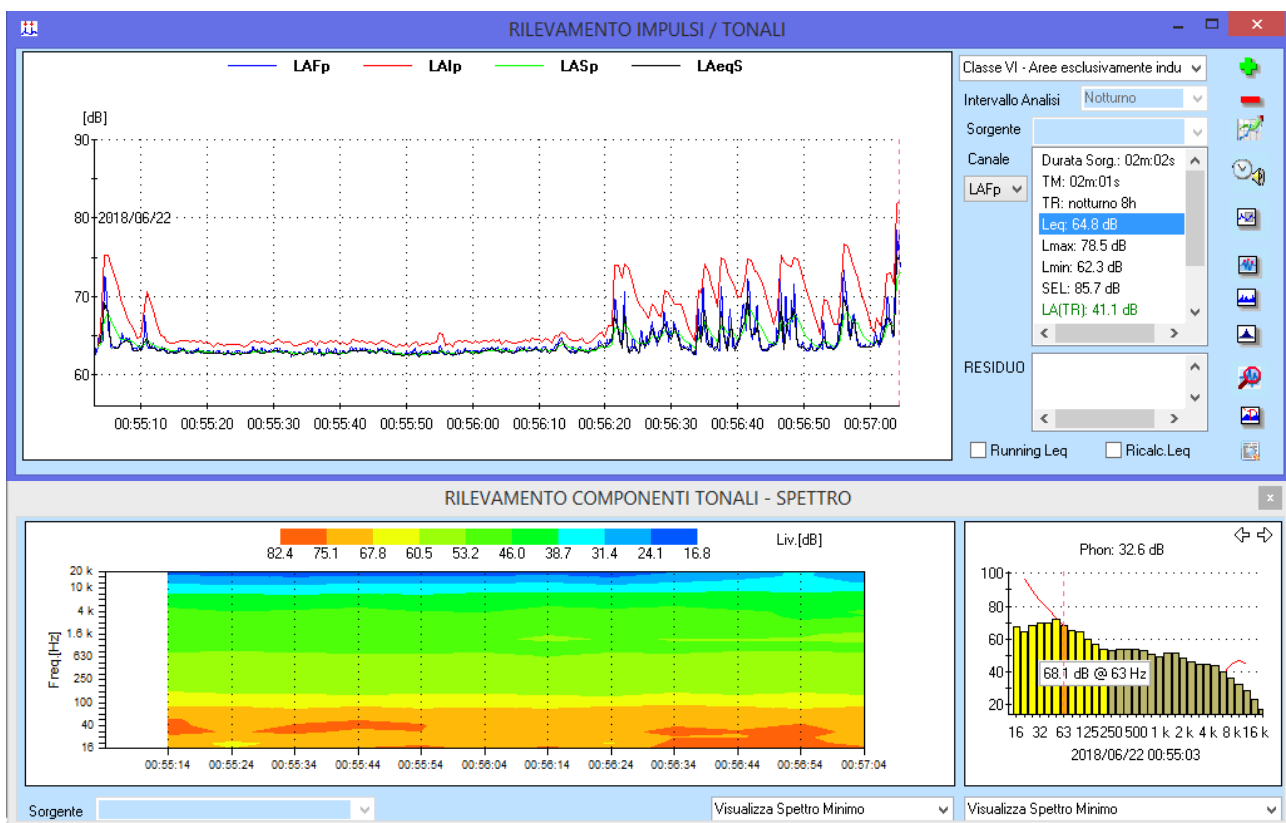 RILEVAMENTO IMPULSI / TONALI
LAFp LAIp LASp LAeqS
[dB]
90
80
2018/06/22
70
60
00:55:10 00:55:20 00:55:30 00:55:40 00:55:50 00:56:00 00:56:10 00:56:20 00:56:30 00:56:40 00:56:50 00:57:00
Classe VI - Aree esclusivamente indu
Intervallo Analisi Notturno
Sorgente
Canale
LAFp
Durata Sorg.: 02m:02s
TM: 02m:01s
TR: notturno 8h
Leq: 64.8 dB
Lmax: 78.5 dB
Lmin: 62.3 dB
SEL: 85.7 dB
LA(TR): 41.1 dB
RESIDUO
Running Leq Ricalc.Leq
RILEVAMENTO COMPONENTI TONALI - SPETTRO
82.4 75.1 67.8 60.5 53.2 46.0 38.7 31.4 24.1 16.8
Liv.[dB]
Freq.[Hz]
20 k
10 k
4 k
1.6 k
630
250
100
40
16
00:55:14 00:55:24 00:55:34 00:55:44 00:55:54 00:56:04 00:56:14 00:56:24 00:56:34 00:56:44 00:56:54 00:57:04
Sorgente
Visualizza Spettro Minimo
Phon: 32.6 dB
100
80
60
40
20
68.1 dB @ 63 Hz
16 32 63 125 250 500 1 k 2 k 4 k 8 k 16 k
2018/06/22 00:55:03
Visualizza Spettro Minimo